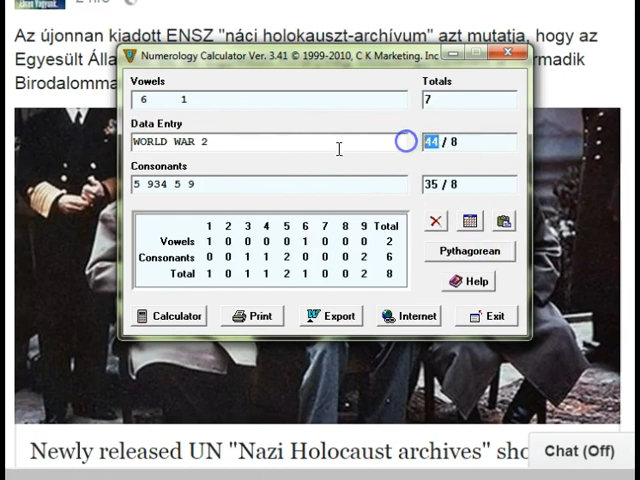 Az újonnan kiadott ENSZ "náci holokauszt-archívum" azt mutatja, hogy az
Numerology Calculator Ver. 3.41 © 1999-2010, C K Marketing. Inc
Egyesült Álla
rmadik
Birodalomma
Vowels Totals
6 1 7
Data Entry
WORLD WAR 2 44 / 8
Consonants
5 934 5 9 35 / 8
1 2 3 4 5 6 7 8 9 Total
Vowels 1 0 0 0 0 1 0 0 0 2
Consonants 0 0 1 1 2 0 0 0 2 6
Total 1 0 1 1 2 1 0 0 2 8
Pythagorean
Help
Calculator Print Export Internet Exit
Newly released UN "Nazi Holocaust archives" sho
Chat (Off)